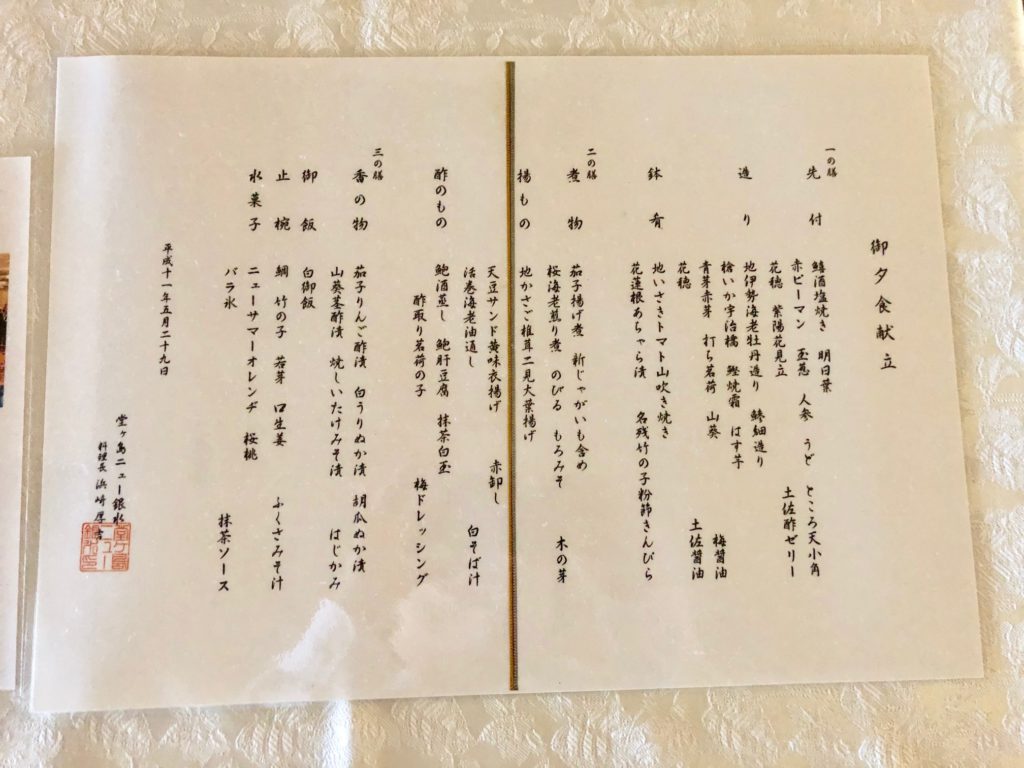 御夕食献立
一の膳
先付 鱚酒塩焼き 明日葉 ところ天小角
赤ピーマン 玉葱 人参 うど 土佐酢ゼリー
花穂 紫陽花見立
造り 地伊勢海老牡丹造り 鯵細造り
槍いか宇治橋 鰹焼霜 はす芋 梅醤油
青芽赤芽 打ち茗荷 山葵 土佐醤油
花穂
鉢肴 地いさきトマト山吹き焼き
花蓮根あちゃら漬 名残竹の子粉節きんぴら
二の膳
煮物 茄子揚げ煮 新じゃがいも含め
桜海老煎り煮 のびる もろみそ 木の芽
揚もの 地かさご椎茸二見大葉揚げ
天豆サンド黄味衣揚げ 赤卸し
活巻海老油通し 白そば汁
酢のもの 鮑酒蒸し 鮑肝豆腐 抹茶白玉
酢取り茗荷の子 梅ドレッシング
三の膳
香の物 茄子りんご酢漬 白うりぬか漬 胡瓜ぬか漬
山葵茎酢漬 焼しいたけみそ漬 はじかみ
御飯 白御飯
止椀 鯛 竹の子 若芽 口生姜 ふくさみそ汁
水菓子 ニューサマーオレンヂ 桜桃
バラ氷 抹茶ソース
平成十一年五月二十九日
堂ヶ島ニュー銀水
料理長 浜崎厚吉